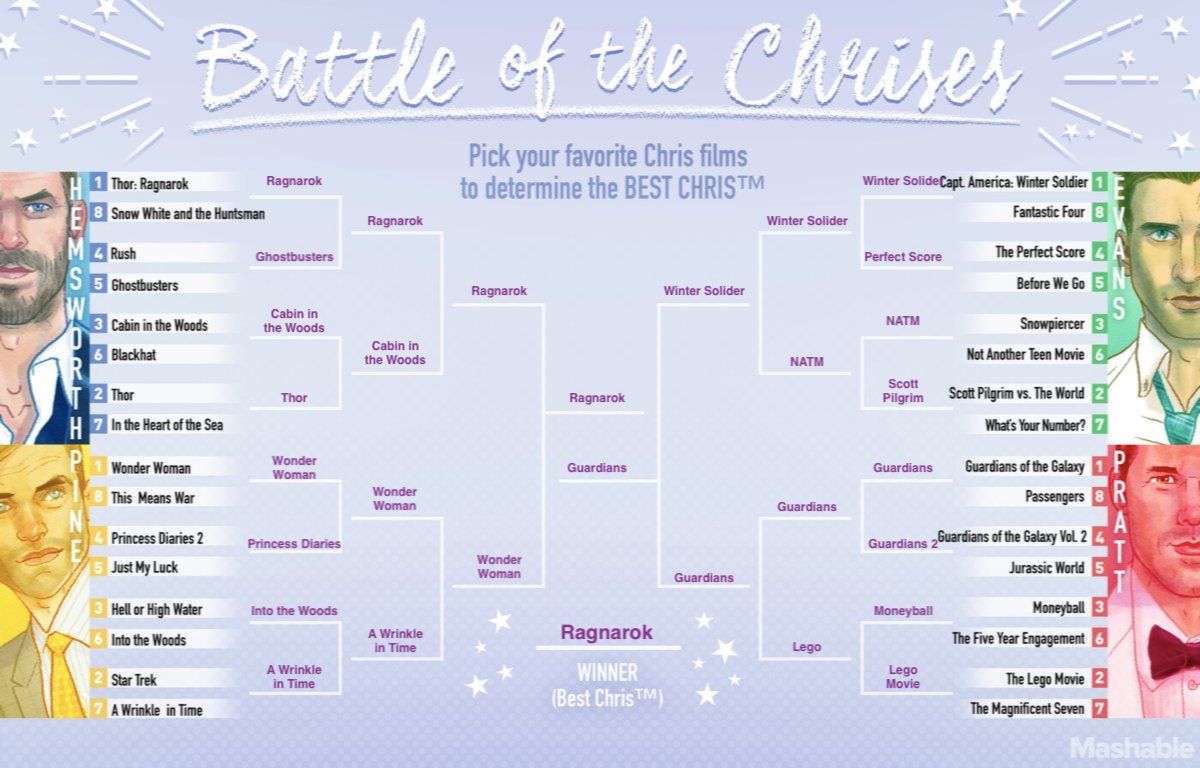 Battle of the Chrises
Pick your favorite Chris films
to determine the BEST CHRIS™
HEMSWORTH
1 Thor: Ragnarok
8 Snow White and the Huntsman
4 Rush
5 Ghostbusters
3 Cabin in the Woods
6 Blackhat
2 Thor
7 In the Heart of the Sea
Ragnarok
Ghostbusters
Cabin in
the Woods
Thor
Ragnarok
Cabin in
the Woods
Ragnarok
PINE
1 Wonder Woman
8 This Means War
4 Princess Diaries 2
5 Just My Luck
3 Hell or High Water
6 Into the Woods
2 Star Trek
7 A Wrinkle in Time
Wonder
Woman
Princess Diaries
Into the Woods
A Wrinkle
in Time
Wonder
Woman
A Wrinkle
in Time
Wonder
Woman
Ragnarok
Guardians
Ragnarok
WINNER
(Best Chris™)
Winter Solider
Guardians
Winter Solider
NATM
Winter Solide
Perfect Score
NATM
Scott
Pilgrim
Capt. America: Winter Soldier 1
Fantastic Four 8
The Perfect Score 4
Before We Go 5
Snowpiercer 3
Not Another Teen Movie 6
Scott Pilgrim vs. The World 2
What's Your Number? 7
EVANS
Guardians
Lego
Guardians
Guardians 2
Moneyball
Lego
Movie
Guardians of the Galaxy 1
Passengers 8
Guardians of the Galaxy Vol. 2 4
Jurassic World 5
Moneyball 3
The Five Year Engagement 6
The Lego Movie 2
The Magnificent Seven 7
PRATT
Mashable